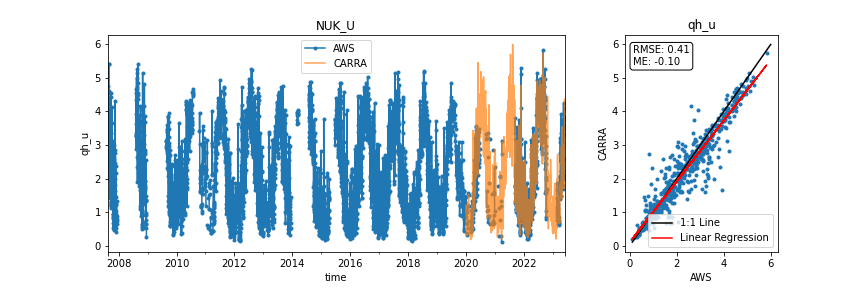 NUK_U
qh_u
6
5
4
3
2
1
0
2008
2010
2012
2014
2016
2018
2020
2022
time
AWS
CARRA
qh_u
CARRA
6
5
4
3
2
1
0
0
2
4
6
AWS
RMSE: 0.41
ME: -0.10
1:1 Line
Linear Regression